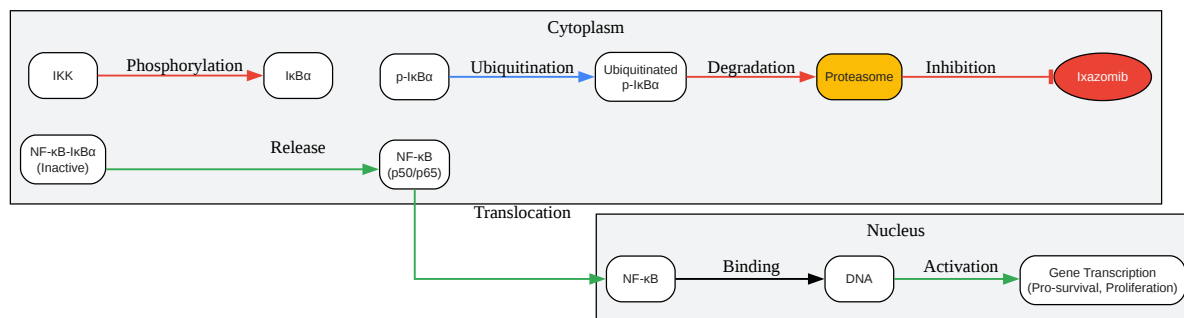 Cytoplasm
IKK
Phosphorylation
IκBα
p-IκBα
Ubiquitination
Ubiquitinated
p-IκBα
Degradation
Proteasome
Inhibition
Ixazomib
NF-κB-IκBα
(Inactive)
Release
NF-κB
(p50/p65)
Translocation
Nucleus
NF-κB
Binding
DNA
Activation
Gene Transcription
(Pro-survival, Proliferation)